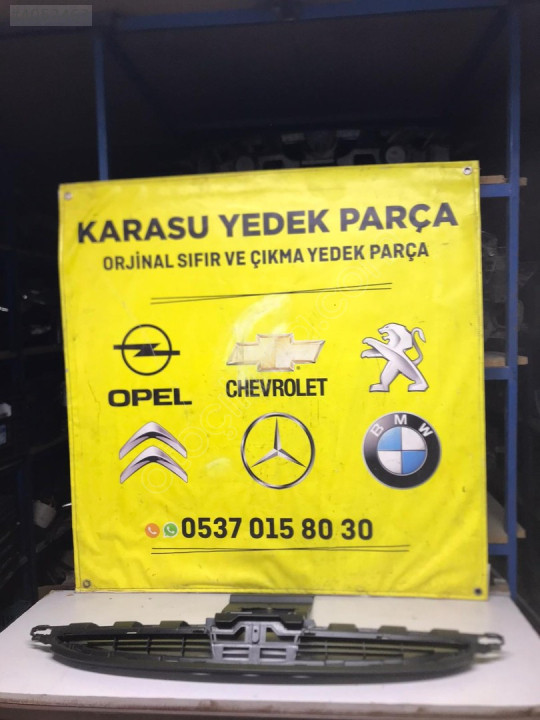 KARASU YEDEK PARÇA
ORJİNAL SIFIR VE ÇIKMA YEDEK PARÇA
OPEL
CHEVROLET
BMW
0537 015 80 30